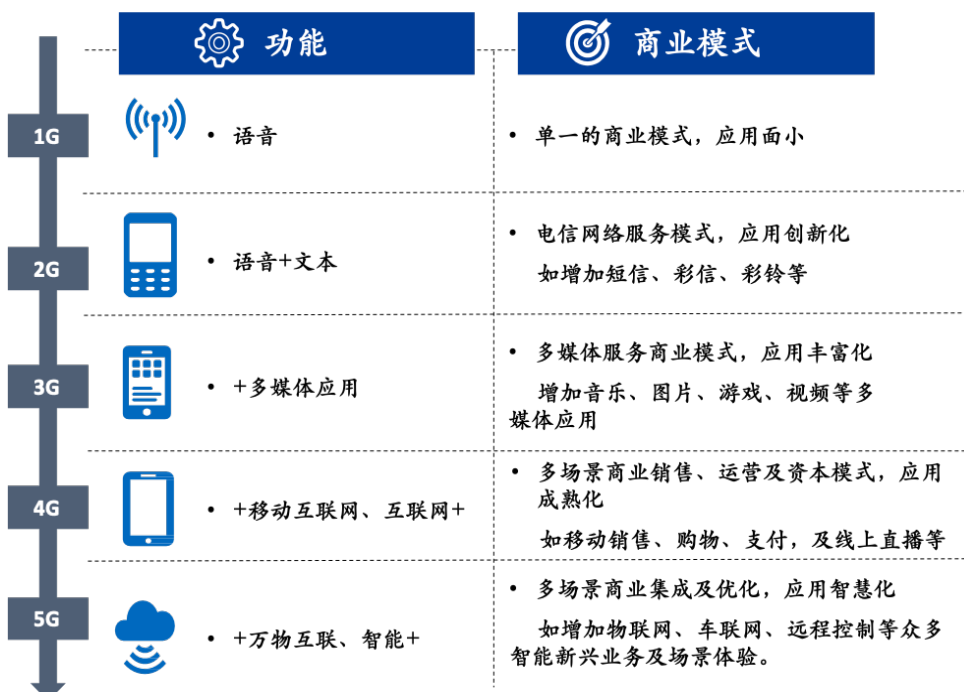 功能
商业模式
1G
• 语音
• 单一的商业模式，应用面小
2G
• 语音+文本
• 电信网络服务模式，应用创新化
如增加短信、彩信、彩铃等
3G
• +多媒体应用
• 多媒体服务商业模式，应用丰富化
增加音乐、图片、游戏、视频等多
媒体应用
4G
• +移动互联网、互联网+
• 多场景商业销售、运营及资本模式，应用
成熟化
如移动销售、购物、支付，及线上直播等
5G
• +万物互联、智能+
• 多场景商业集成及优化，应用智慧化
如增加物联网、车联网、远程控制等众多
智能新兴业务及场景体验。